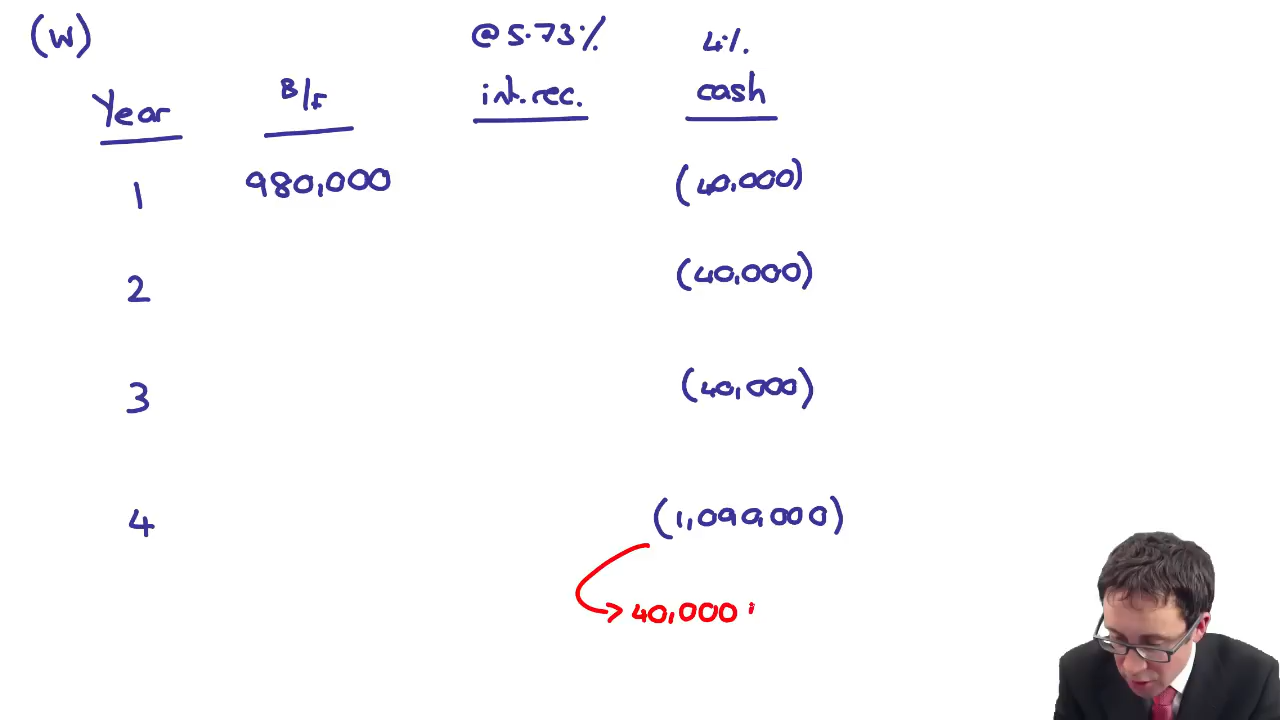 (W) @ 5.73% 4%.
Year B/f int.rec. cash
1 980,000 (40,000)
2 (40,000)
3 (40,000)
4 (1,090,000)
40,000